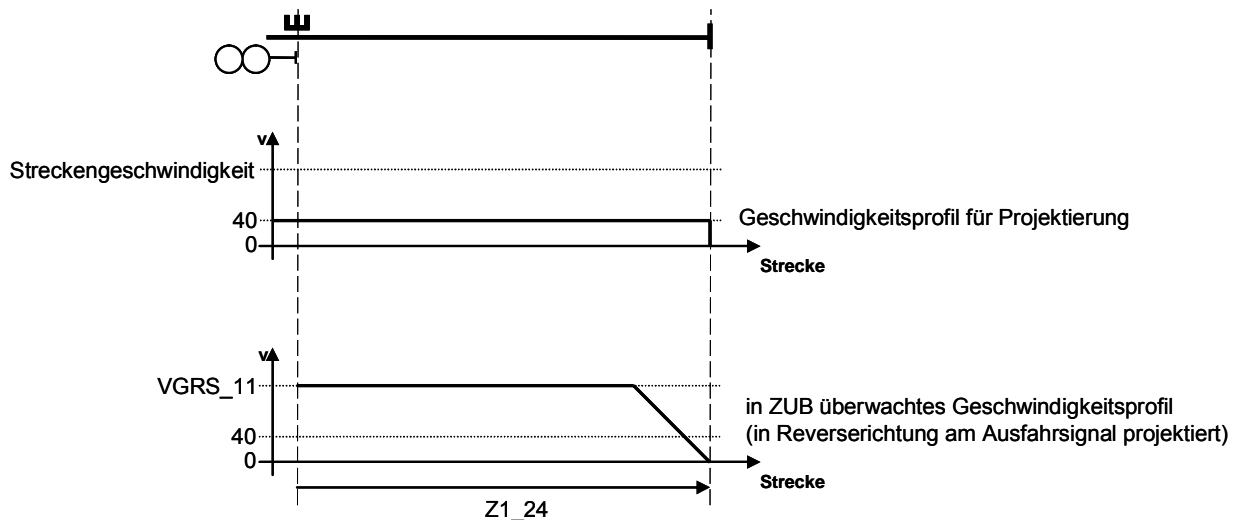 v
Streckengeschwindigkeit
40
Geschwindigkeitsprofil für Projektierung
0
Strecke
v
VGRS_11
in ZUB überwachtes Geschwindigkeitsprofil
(in Reverserichtung am Ausfahrsignal projektiert)
40
0
Strecke
Z1_24